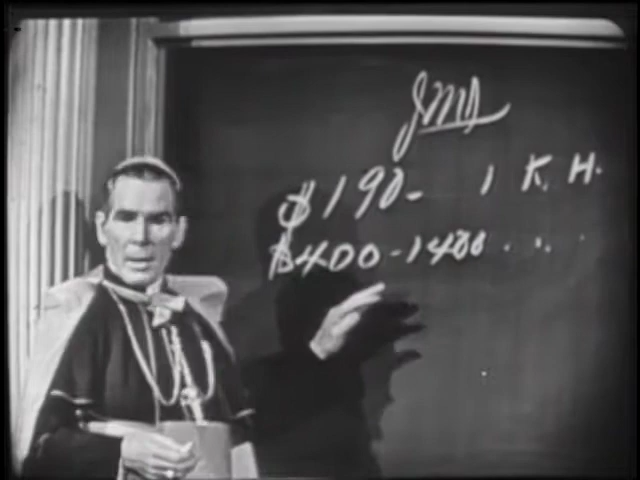 JMJ
$190- 1 K. H.
$400-1400 . . .